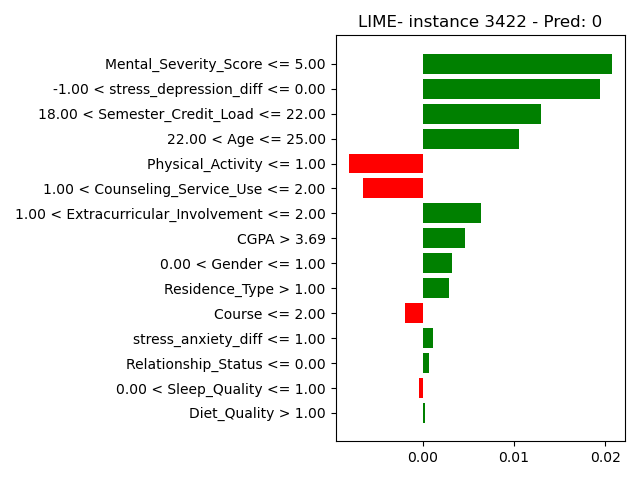 LIME- instance 3422 - Pred: 0
Mental_Severity_Score <= 5.00
-1.00 < stress_depression_diff <= 0.00
18.00 < Semester_Credit_Load <= 22.00
22.00 < Age <= 25.00
Physical_Activity <= 1.00
1.00 < Counseling_Service_Use <= 2.00
1.00 < Extracurricular_Involvement <= 2.00
CGPA > 3.69
0.00 < Gender <= 1.00
Residence_Type > 1.00
Course <= 2.00
stress_anxiety_diff <= 1.00
Relationship_Status <= 0.00
0.00 < Sleep_Quality <= 1.00
Diet_Quality > 1.00
0.00 0.01 0.02